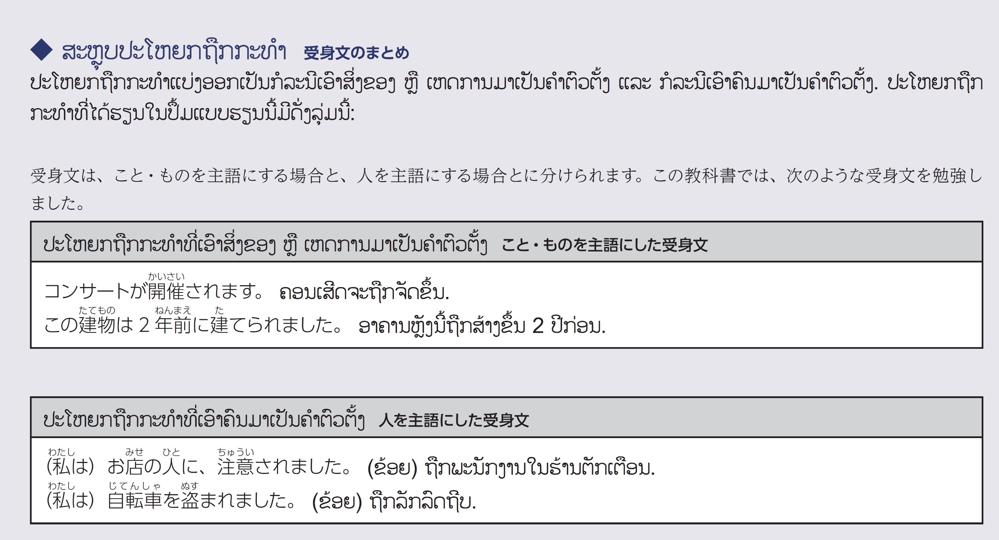 ◆ ສະຫຼຸບປະໂຫຍກຖືກກະທຳ 受身文のまとめ
ປະໂຫຍກຖືກກະທຳແບ່ງອອກເປັນກໍລະນີເອົາສິ່ງຂອງ ຫຼື ເຫດການມາເປັນຄຳຕົວຕັ້ງ ແລະ ກໍລະນີເອົາຄົນມາເປັນຄຳຕົວຕັ້ງ. ປະໂຫຍກຖືກ
ກະທຳທີ່ໄດ້ຮຽນໃນປຶ້ມແບບຮຽນນີ້ມີດັ່ງລຸ່ມນີ້:
受身文は、こと・ものを主語にする場合と、人を主語にする場合とに分けられます。この教科書では、次のような受身文を勉強し
ました。
ປະໂຫຍກຖືກກະທຳທີ່ເອົາສິ່ງຂອງ ຫຼື ເຫດການມາເປັນຄຳຕົວຕັ້ງ こと・ものを主語にした受身文
かいさい
コンサートが開催されます。 ຄອນເສີດຈະຖືກຈັດຂຶ້ນ.
たてもの ねんまえ た
この建物は 2 年前に建てられました。 ອາຄານຫຼັງນີ້ຖືກສ້າງຂຶ້ນ 2 ປີກ່ອນ.
ປະໂຫຍກຖືກກະທຳທີ່ເອົາຄົນມາເປັນຄຳຕົວຕັ້ງ 人を主語にした受身文
わたし みせ ひと ちゅうい
（私は）お店の人に、注意されました。 (ຂ້ອຍ) ຖືກພະນັກງານໃນຮ້ານຕັກເຕືອນ.
わたし じてんしゃ ぬす
（私は）自転車を盗まれました。 (ຂ້ອຍ) ຖືກລັກລົດຖີບ.